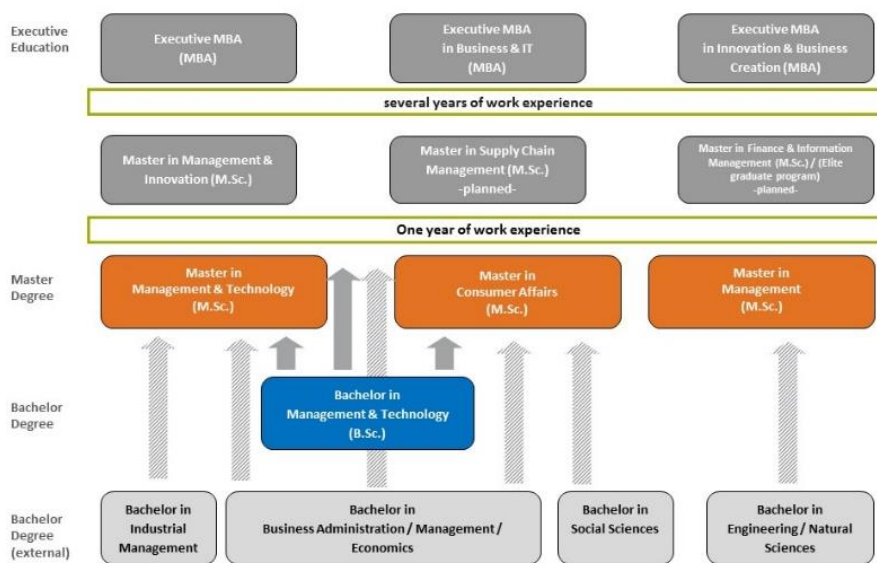 Executive
Education
Executive MBA
(MBA)
Executive MBA
in Business & IT
(MBA)
Executive MBA
in Innovation & Business
Creation (MBA)
several years of work experience
Master in Management &
Innovation (M.Sc.)
Master in Supply Chain
Management (M.Sc.)
-planned-
Master in Finance & Information
Management (M.Sc.) / (Elite
graduate program)
-planned-
One year of work experience
Master
Degree
Master in
Management & Technology
(M.Sc.)
Master in
Consumer Affairs
(M.Sc.)
Master in
Management
(M.Sc.)
Bachelor
Degree
Bachelor in
Management & Technology
(B.Sc.)
Bachelor
Degree
(external)
Bachelor in
Industrial
Management
Bachelor in
Business Administration / Management /
Economics
Bachelor in
Social Sciences
Bachelor in
Engineering / Natural
Sciences